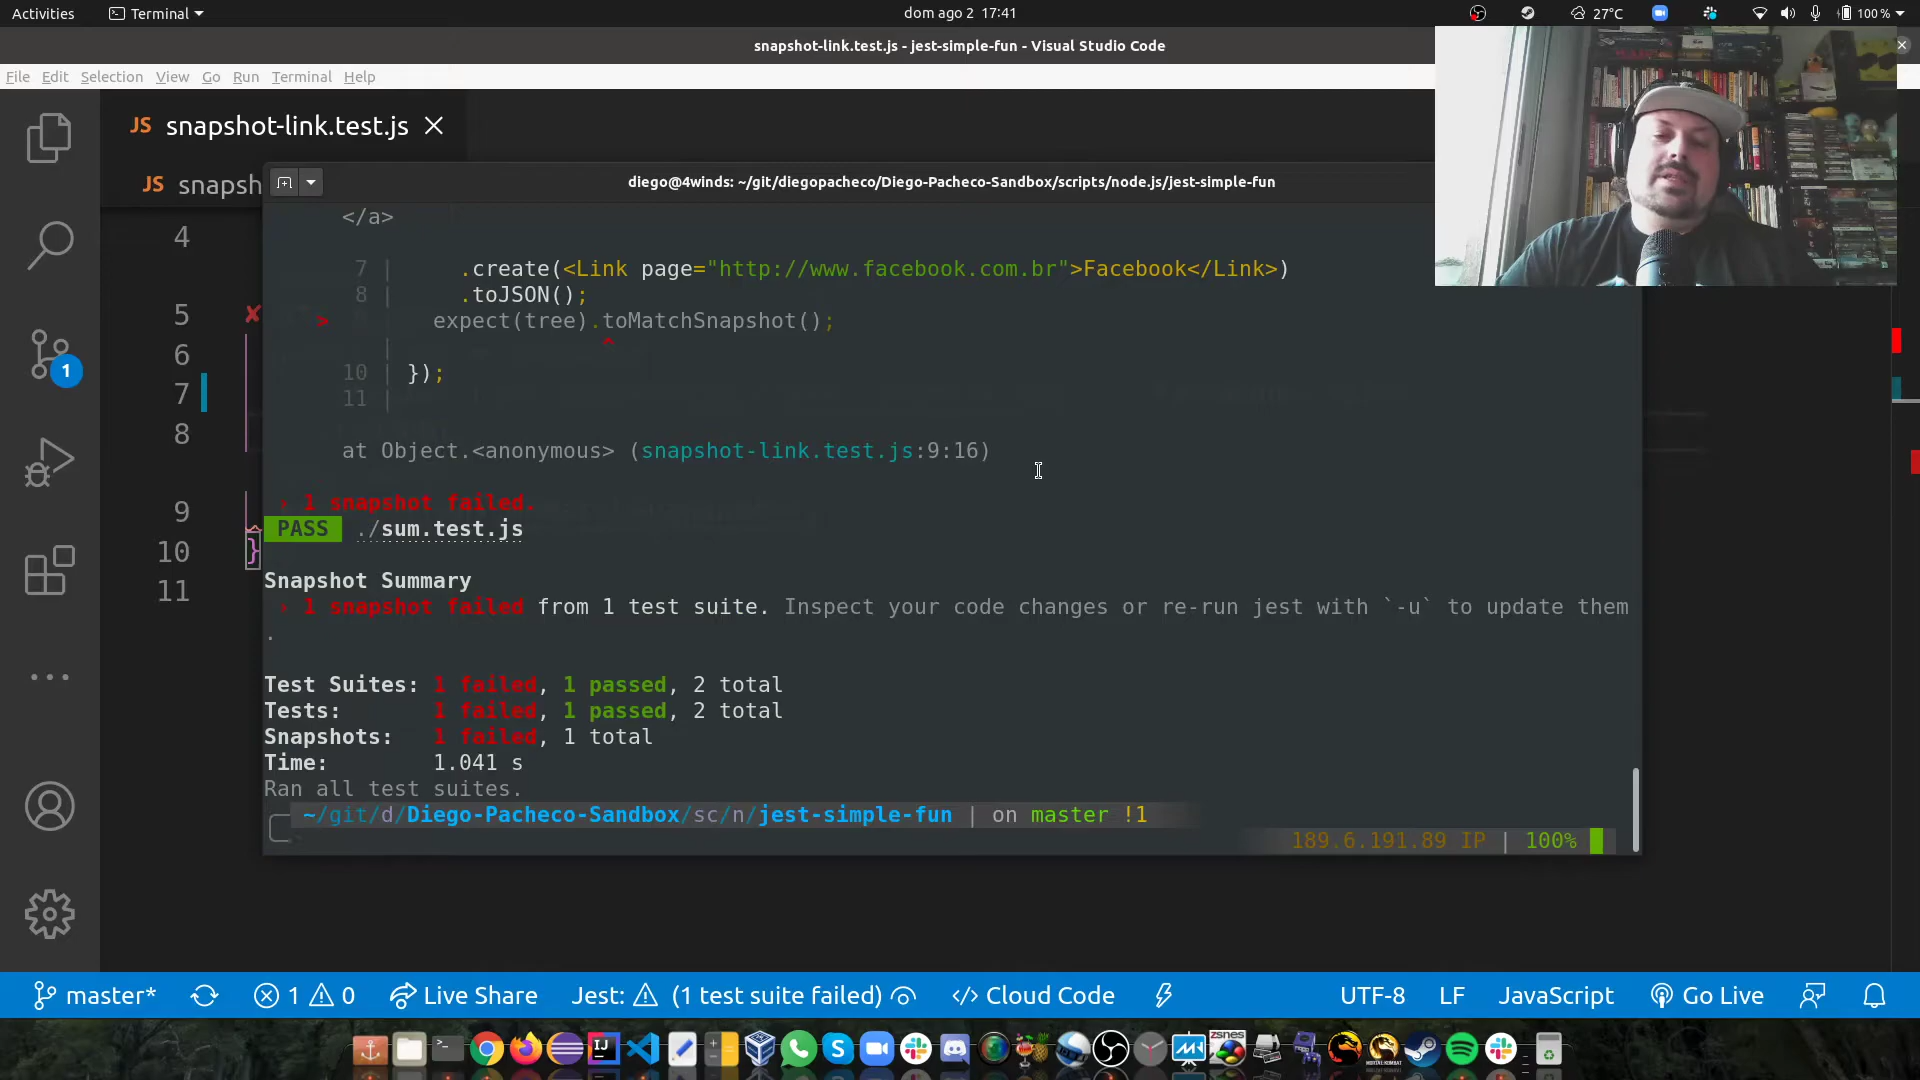 Activities
Terminal
dom ago 2 17:41
27°C
100 %
snapshot-link.test.js - jest-simple-fun - Visual Studio Code
File Edit Selection View Go Run Terminal Help
JS snapshot-link.test.js
JS snapsh
diego@4winds: ~/git/diegopacheco/Diego-Pacheco-Sandbox/scripts/node.js/jest-simple-fun
4
5
6
7
8
9
10 }
11
1
</a>
7 | .create(<Link page="http://www.facebook.com.br">Facebook</Link>)
8 | .toJSON();
> | expect(tree).toMatchSnapshot();
| ^
10 | });
11 |
at Object.<anonymous> (snapshot-link.test.js:9:16)
› 1 snapshot failed.
PASS ./sum.test.js
Snapshot Summary
› 1 snapshot failed from 1 test suite. Inspect your code changes or re-run jest with `-u` to update them
.
Test Suites: 1 failed, 1 passed, 2 total
Tests: 1 failed, 1 passed, 2 total
Snapshots: 1 failed, 1 total
Time: 1.041 s
Ran all test suites.
~/git/d/Diego-Pacheco-Sandbox/sc/n/jest-simple-fun | on master !1
189.6.191.89 IP | 100%
master* 1 0 Live Share Jest: (1 test suite failed) Cloud Code UTF-8 LF JavaScript Go Live